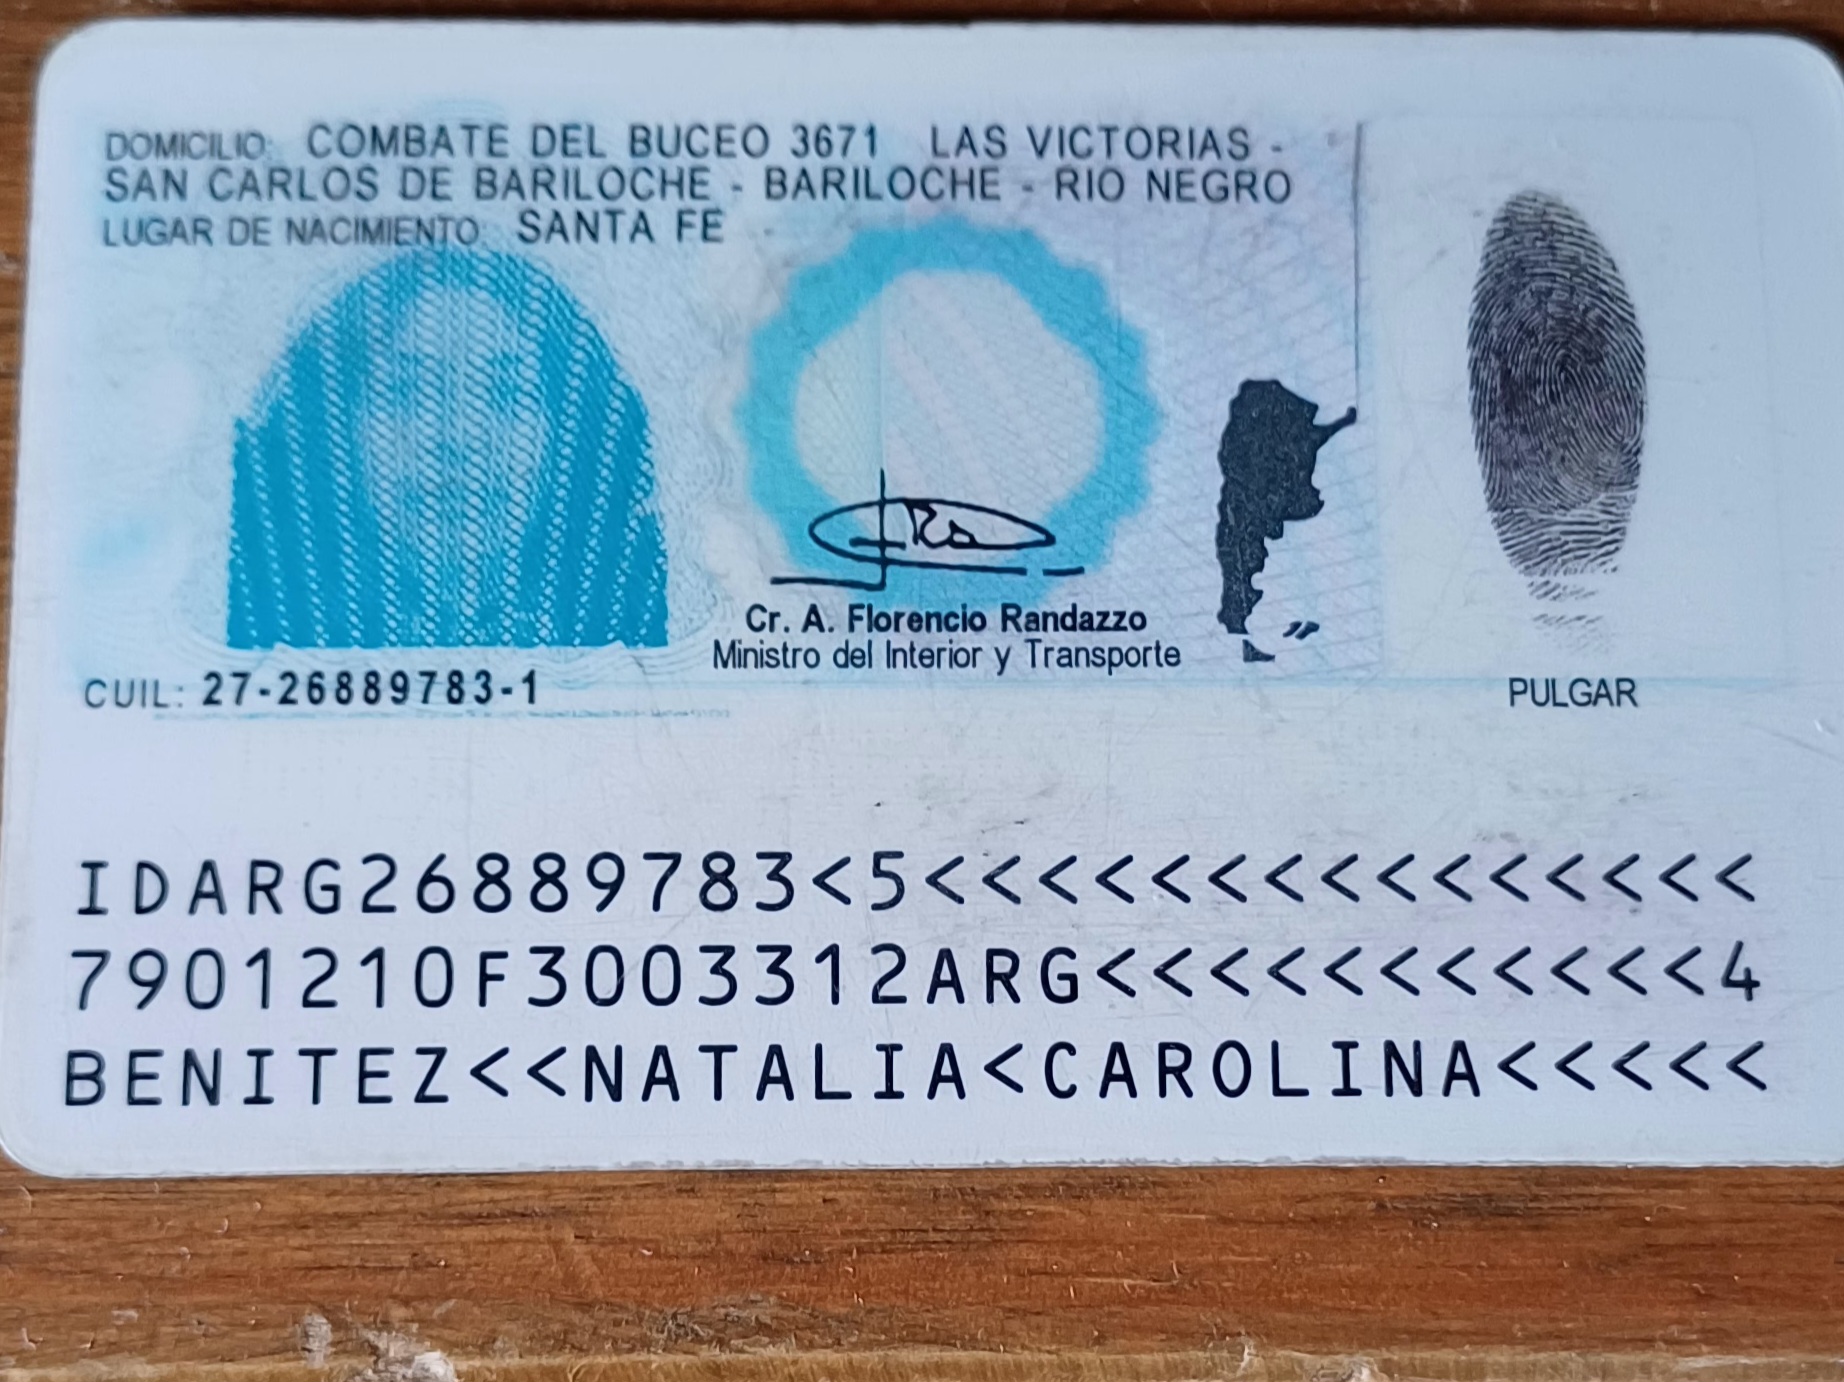 DOMICILIO: COMBATE DEL BUCEO 3671 LAS VICTORIAS -
SAN CARLOS DE BARILOCHE - BARILOCHE - RIO NEGRO
LUGAR DE NACIMIENTO: SANTA FE
Cr. A. Florencio Randazzo
Ministro del Interior y Transporte
CUIL: 27-26889783-1
PULGAR
IDARG26889783<5<<<<<<<<<<<<<<<
7901210F3003312ARG<<<<<<<<<<<4
BENITEZ<<NATALIA<CAROLINA<<<<<